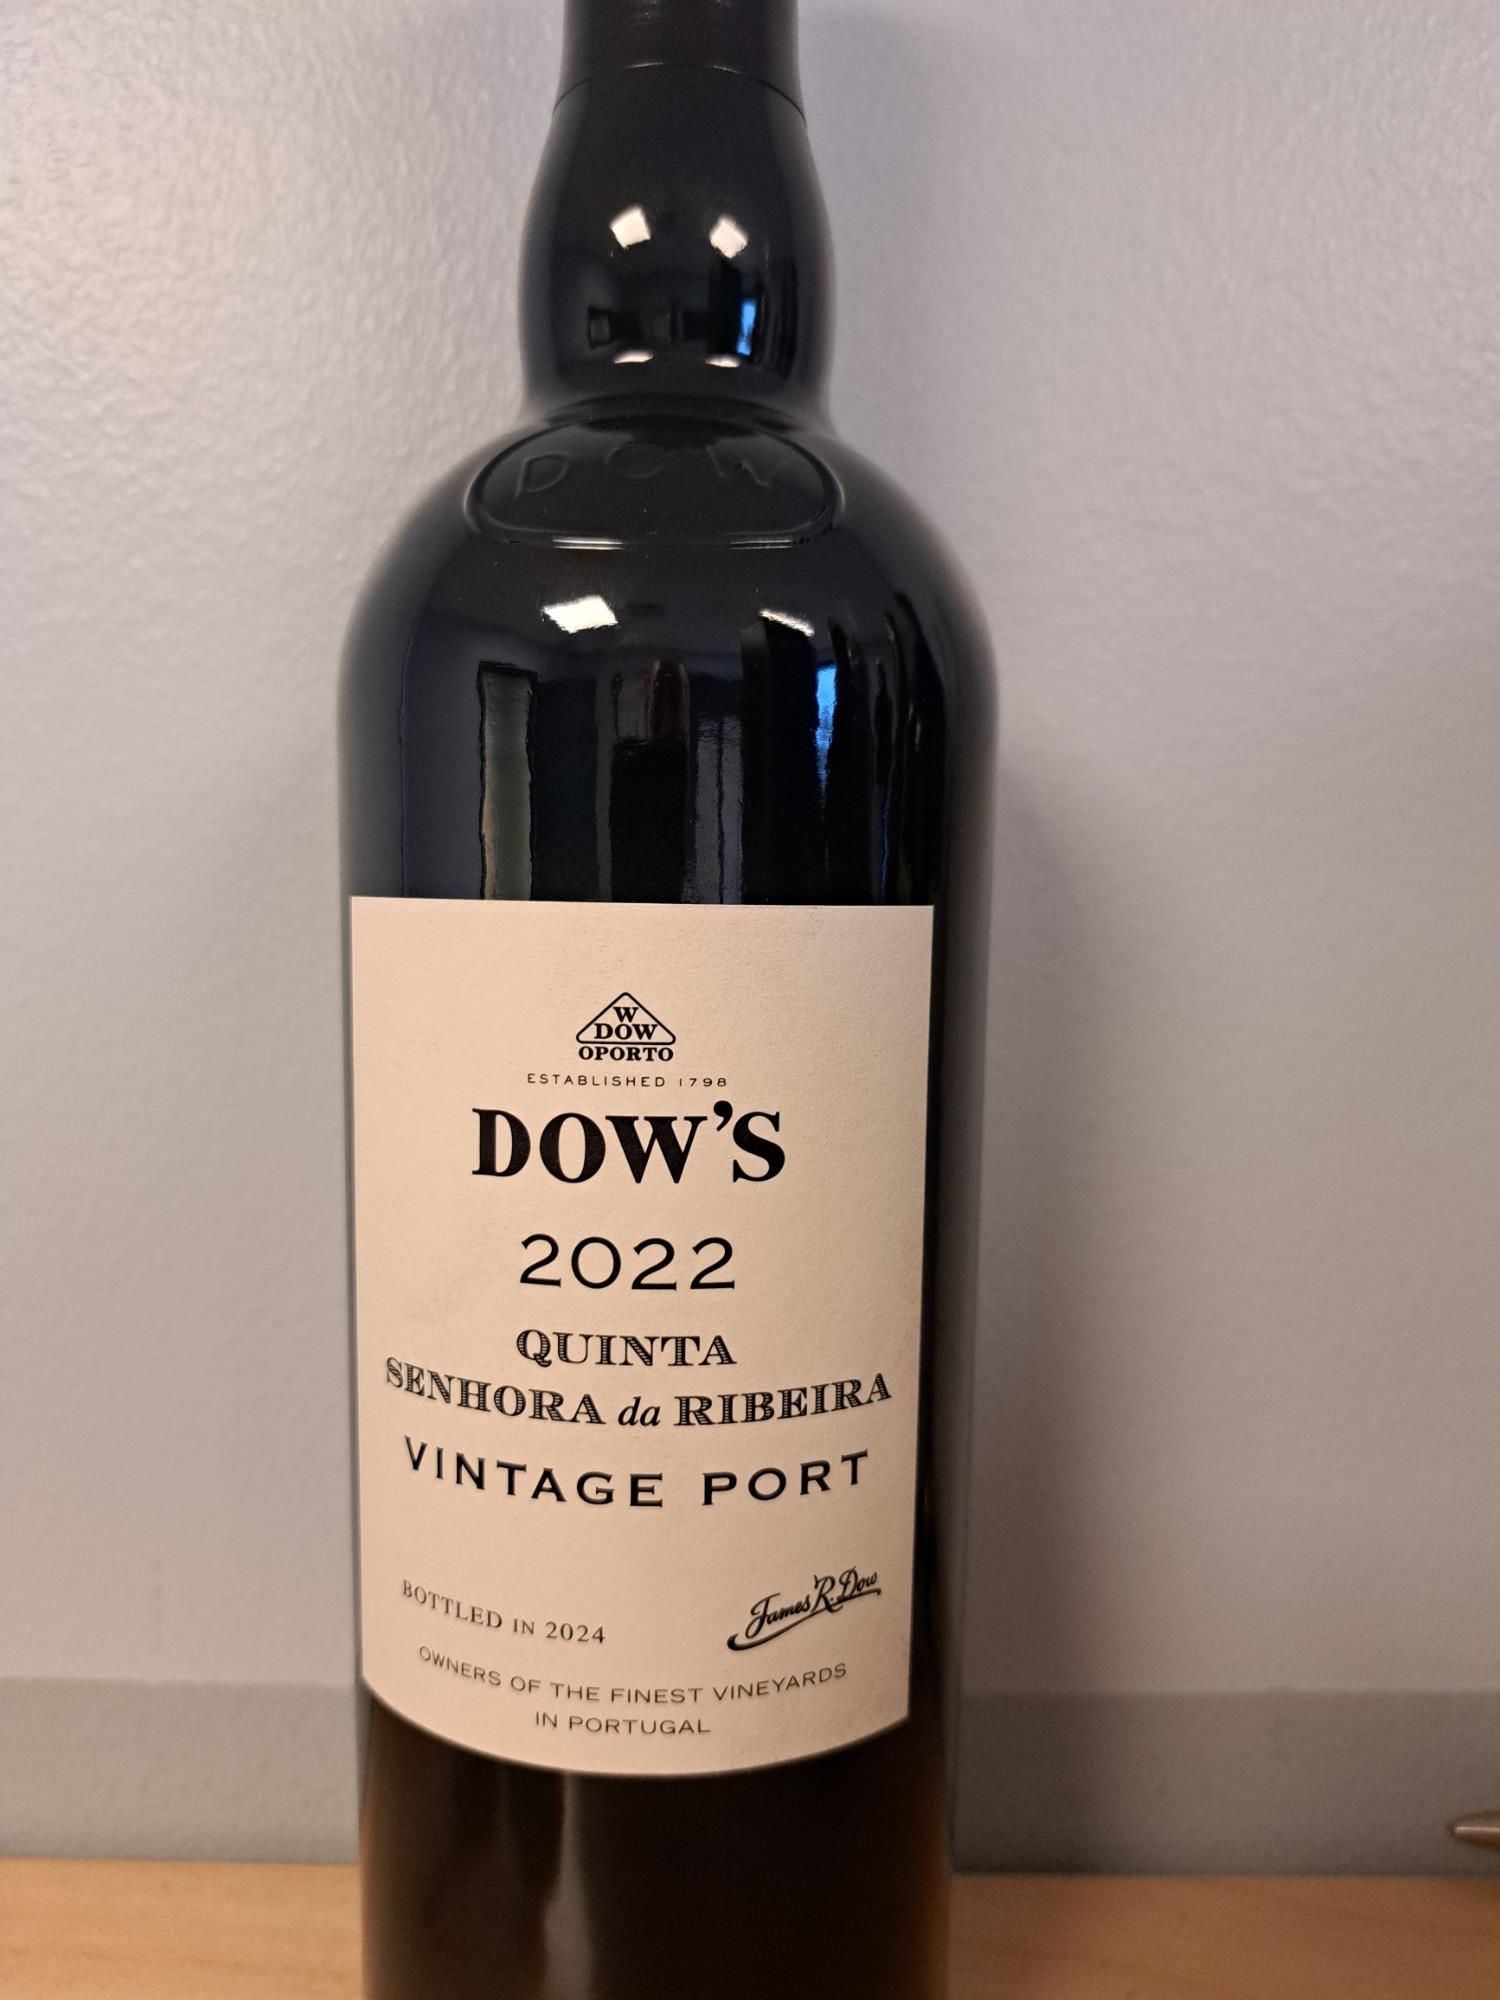 DOW
W
DOW
OPORTO
ESTABLISHED 1798
DOW'S
2022
QUINTA
SENHORA da RIBEIRA
VINTAGE PORT
BOTTLED IN 2024
James R. Dow
OWNERS OF THE FINEST VINEYARDS
IN PORTUGAL